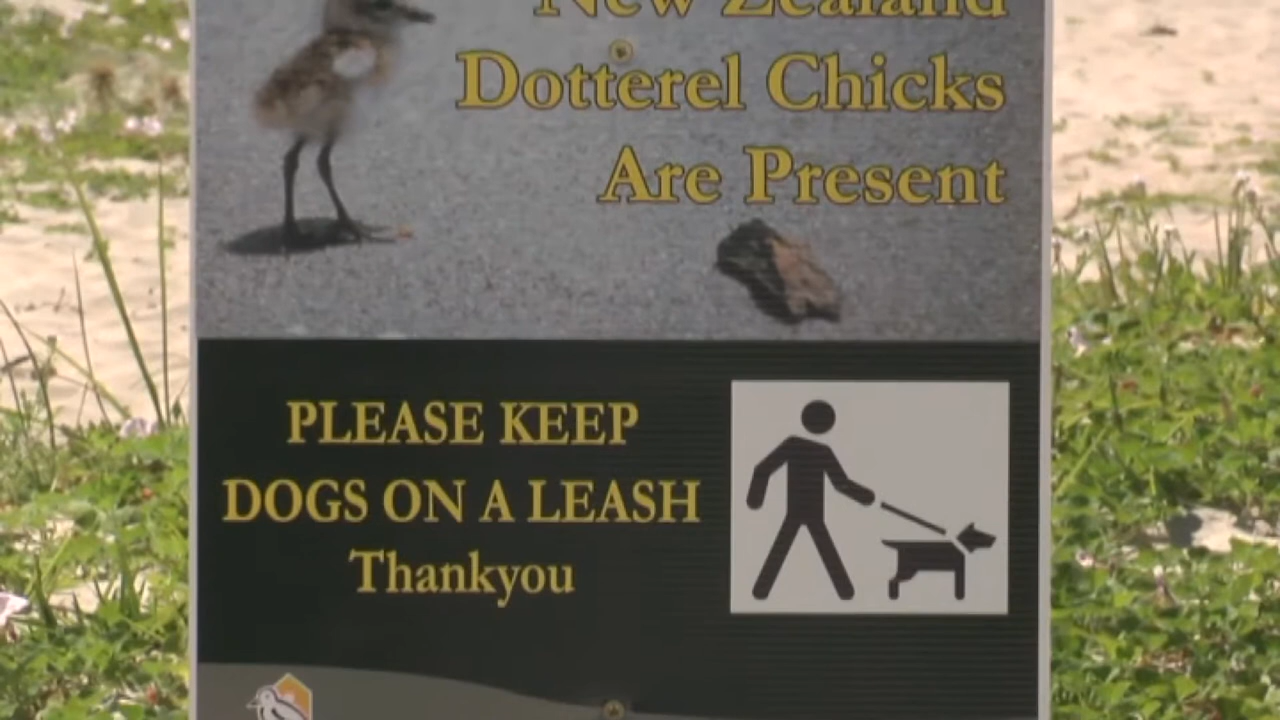 New Zealand
Dotterel Chicks
Are Present
PLEASE KEEP
DOGS ON A LEASH
Thankyou